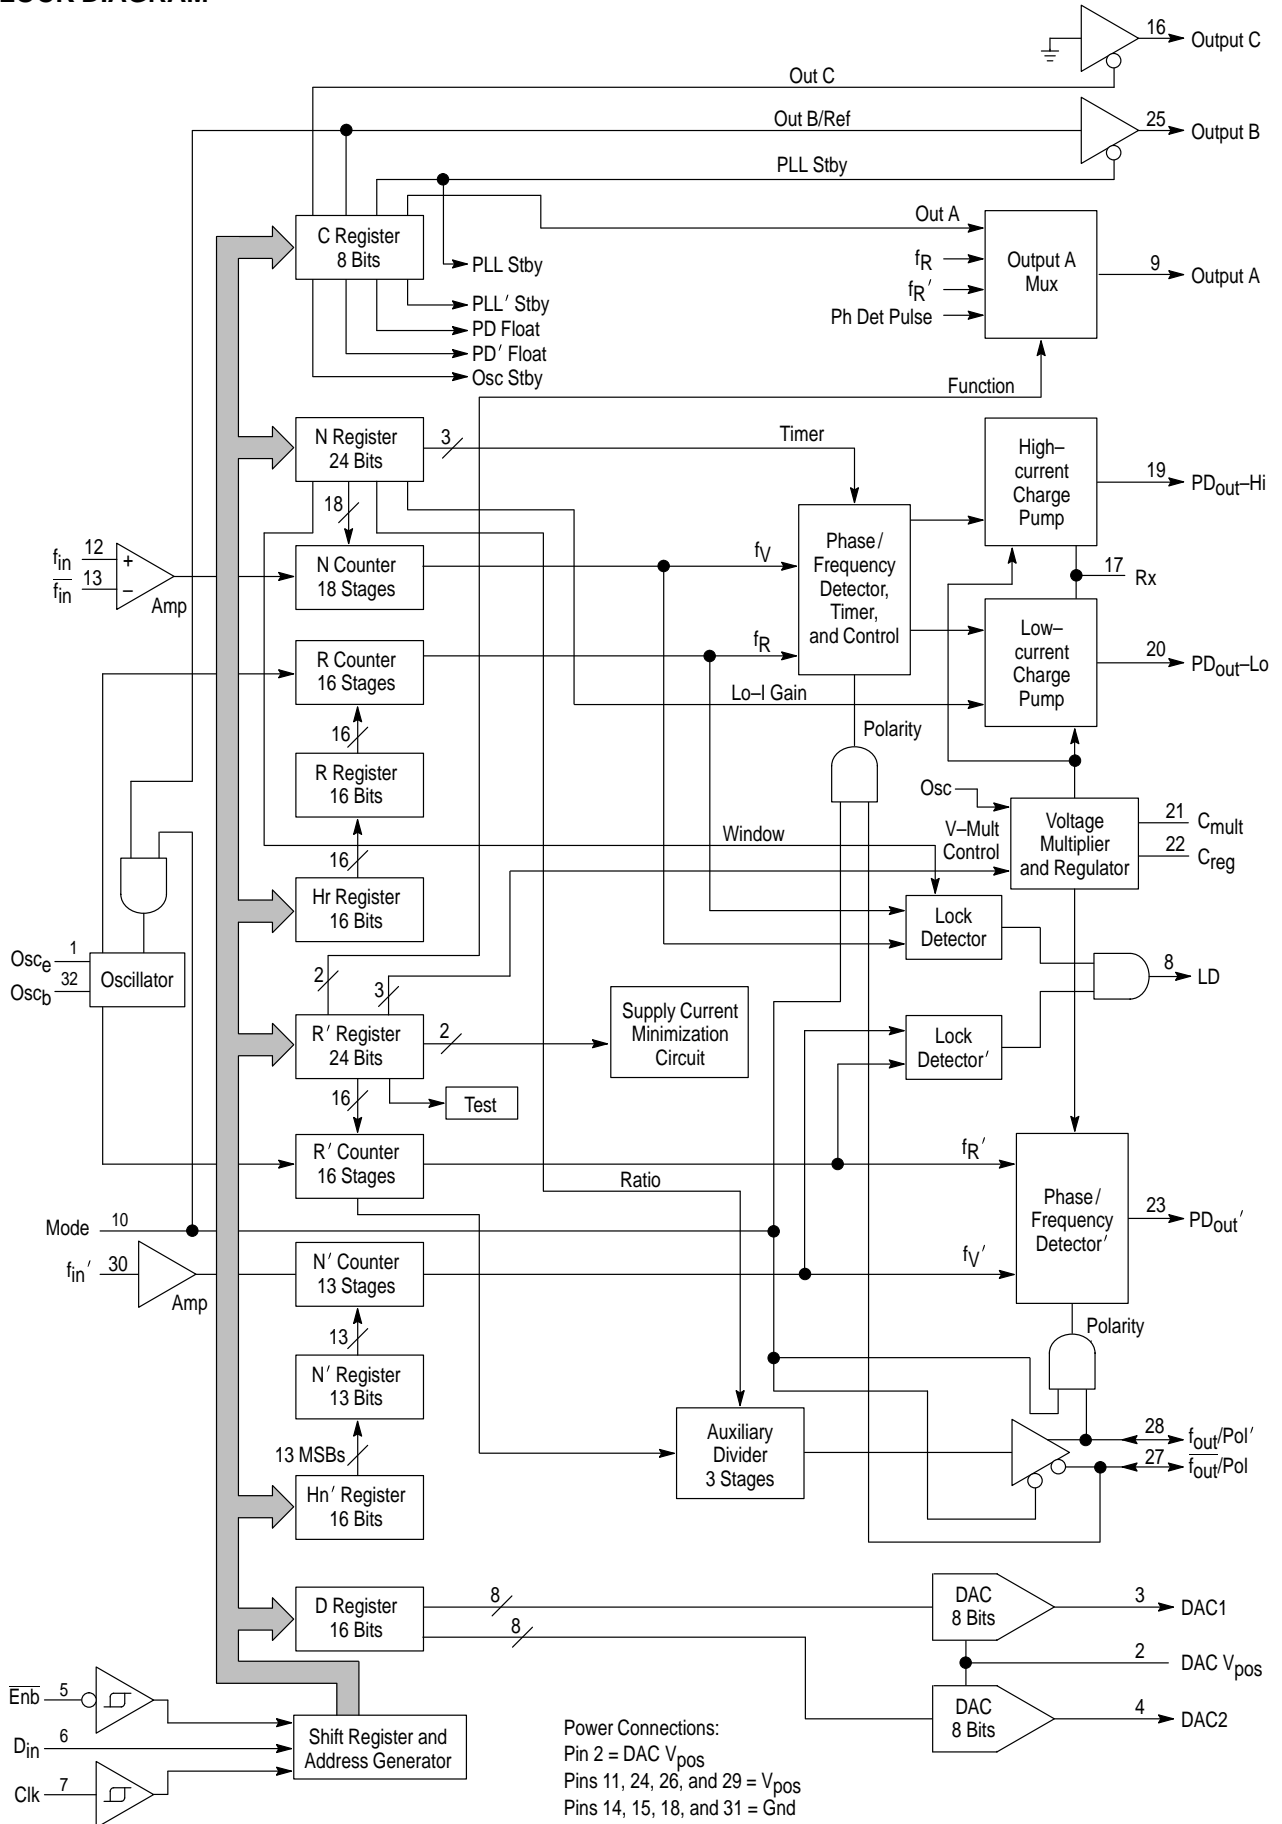 BLOCK DIAGRAM
16
Output C
Out C
Out B/Ref
25
Output B
PLL Stby
C Register
8 Bits
Out A
fR
fR′
Ph Det Pulse
Output A
Mux
9
Output A
PLL Stby
PLL′ Stby
PD Float
PD′ Float
Osc Stby
Function
N Register
24 Bits
3
Timer
High–
current
Charge
Pump
19
PDout–Hi
18
fin
12
+
fin
13
–
Amp
N Counter
18 Stages
fV
Phase/
Frequency
Detector,
Timer,
and Control
17
Rx
R Counter
16 Stages
fR
Low–
current
Charge
Pump
20
PDout–Lo
Lo–I Gain
16
Polarity
R Register
16 Bits
Osc
Voltage
Multiplier
and Regulator
21
Cmult
22
Creg
V–Mult
Control
Window
16
Hr Register
16 Bits
Lock
Detector
Osce
1
Oscb
32
Oscillator
8
LD
2
3
R′ Register
24 Bits
2
Supply Current
Minimization
Circuit
Lock
Detector′
16
Test
R′ Counter
16 Stages
fR′
Ratio
Phase/
Frequency
Detector′
23
PDout′
Mode
10
fin′
30
Amp
N′ Counter
13 Stages
fV′
13
Polarity
N′ Register
13 Bits
13 MSBs
Auxiliary
Divider
3 Stages
28
fout/Pol′
27
fout/Pol
Hn′ Register
16 Bits
D Register
16 Bits
8
8
DAC
8 Bits
3
DAC1
2
DAC Vpos
DAC
8 Bits
4
DAC2
Enb
5
Din
6
Clk
7
Shift Register and
Address Generator
Power Connections:
Pin 2 = DAC Vpos
Pins 11, 24, 26, and 29 = Vpos
Pins 14, 15, 18, and 31 = Gnd